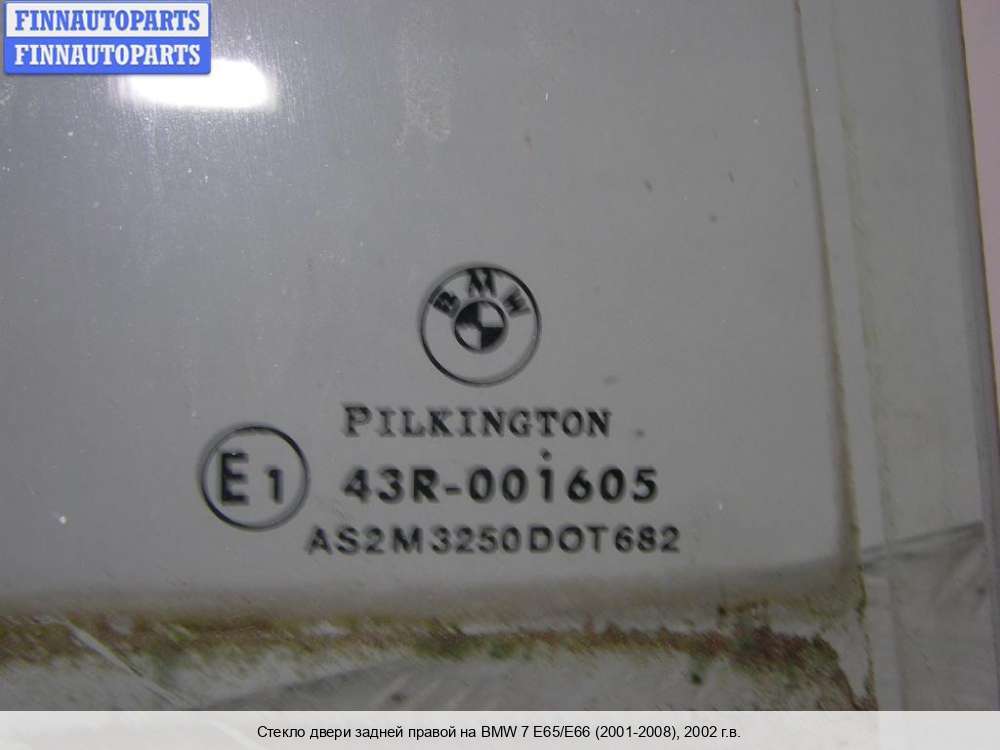 FINNAUTOPARTS
FINNAUTOPARTS
BMW
PILKINGTON
E1 43R-001605
AS2M3250DOT682
Стекло двери задней правой на BMW 7 E65/E66 (2001-2008), 2002 г.в.